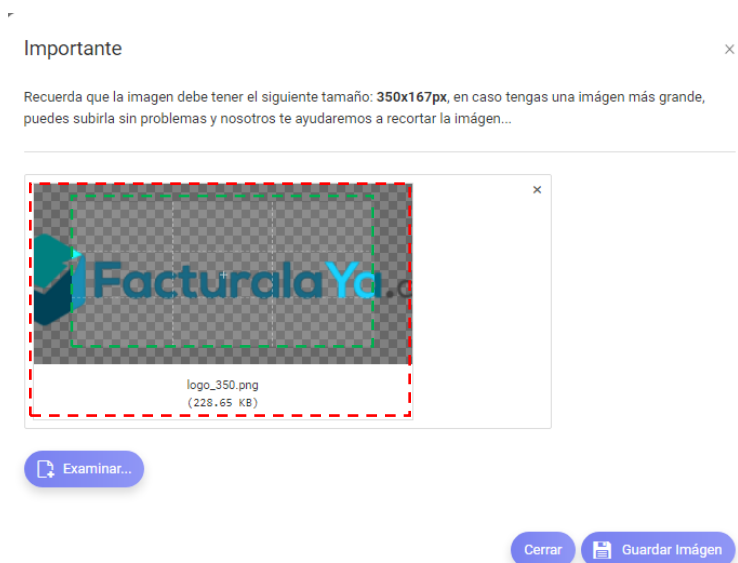 Importante
Recuerda que la imagen debe tener el siguiente tamaño: 350x167px, en caso tengas una imágen más grande,
puedes subirla sin problemas y nosotros te ayudaremos a recortar la imágen...
FacturalaYa.c
logo_350.png
(228.65 KB)
Examinar...
Cerrar
Guardar Imágen